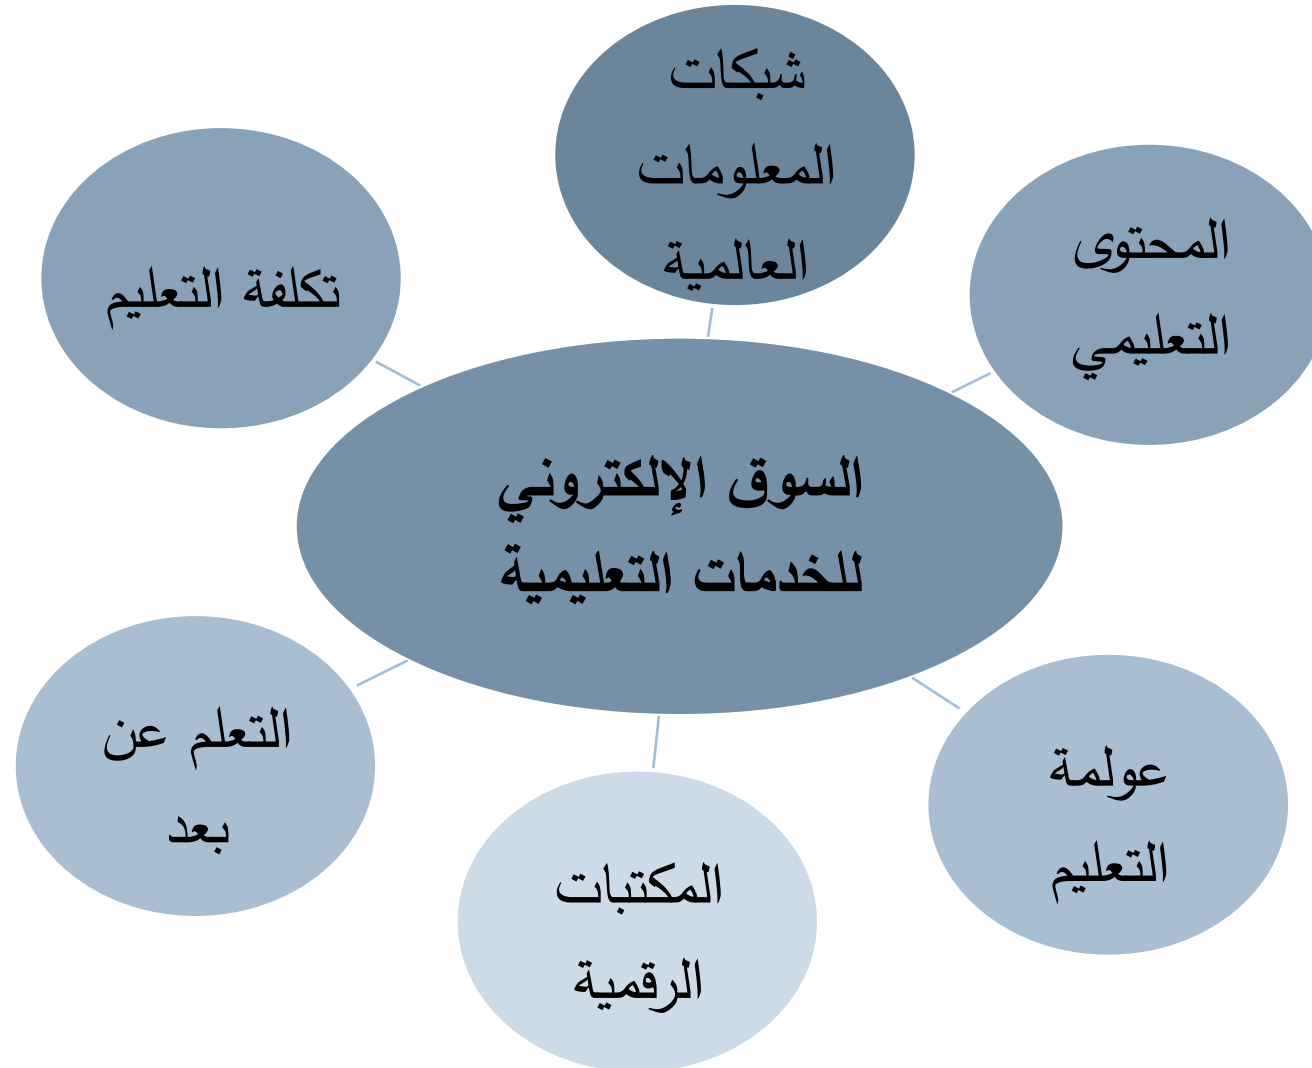 شبكات
المعلومات
العالمية
المحتوى
التعليمي
تكلفة التعليم
السوق الإلكتروني
للخدمات التعليمية
عولمة
التعليم
التعلم عن
بعد
المكتبات
الرقمية